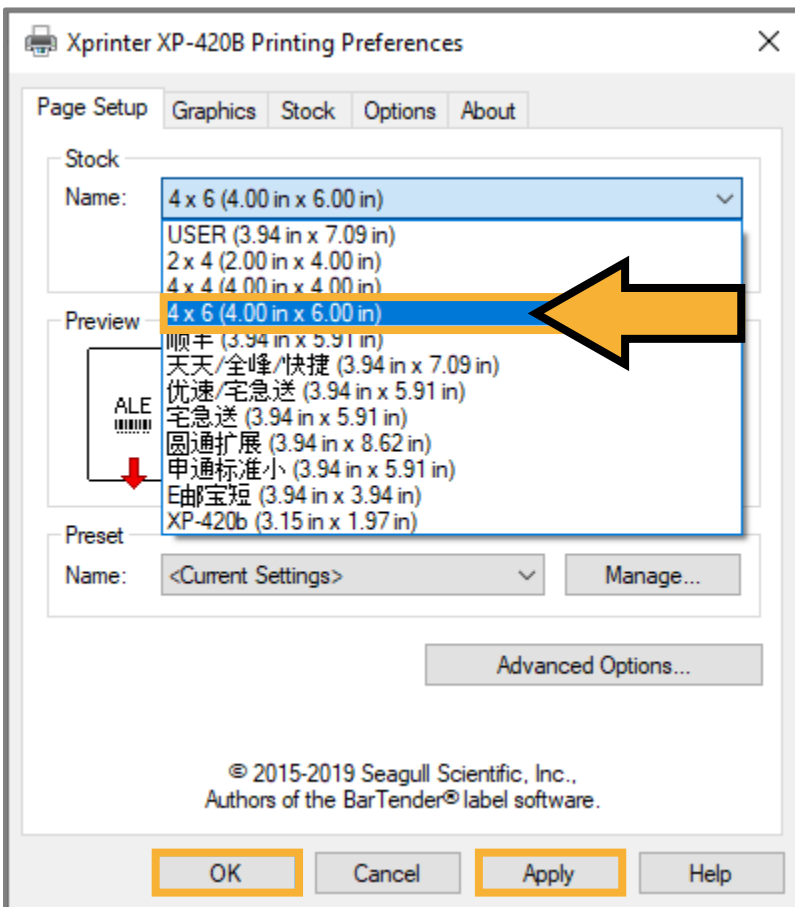 Xprinter XP-420B Printing Preferences
Page Setup Graphics Stock Options About
Stock
Name: 4 x 6 (4.00 in x 6.00 in)
USER (3.94 in x 7.09 in)
2 x 4 (2.00 in x 4.00 in)
4 x 4 (4.00 in x 4.00 in)
4 x 6 (4.00 in x 6.00 in)
顺丰 (3.94 in x 5.91 in)
天天/全峰/快捷 (3.94 in x 7.09 in)
优速/宅急送 (3.94 in x 5.91 in)
宅急送 (3.94 in x 5.91 in)
圆通扩展 (3.94 in x 8.62 in)
申通标准小 (3.94 in x 5.91 in)
E邮宝短 (3.94 in x 3.94 in)
XP-420b (3.15 in x 1.97 in)
Preview
ALE
Preset
Name: <Current Settings> Manage...
Advanced Options...
© 2015-2019 Seagull Scientific, Inc.,
Authors of the BarTender® label software.
OK Cancel Apply Help